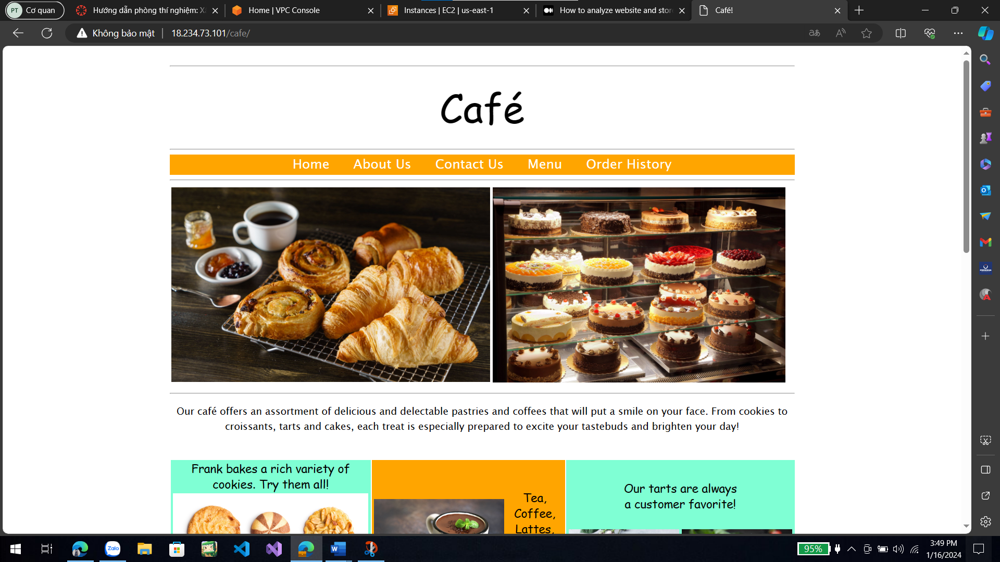 PT Cơ quan
Hướng dẫn phòng thí nghiệm: X
Home | VPC Console
Instances | EC2 | us-east-1
How to analyze website and store
Café!
Không bảo mật
18.234.73.101/cafe/
Café
Home About Us Contact Us Menu Order History
Our café offers an assortment of delicious and delectable pastries and coffees that will put a smile on your face. From cookies to
croissants, tarts and cakes, each treat is especially prepared to excite your tastebuds and brighten your day!
Frank bakes a rich variety of
cookies. Try them all!
Tea,
Coffee,
Lattes,
Our tarts are always
a customer favorite!
Zalo
95%
3:49 PM
1/16/2024